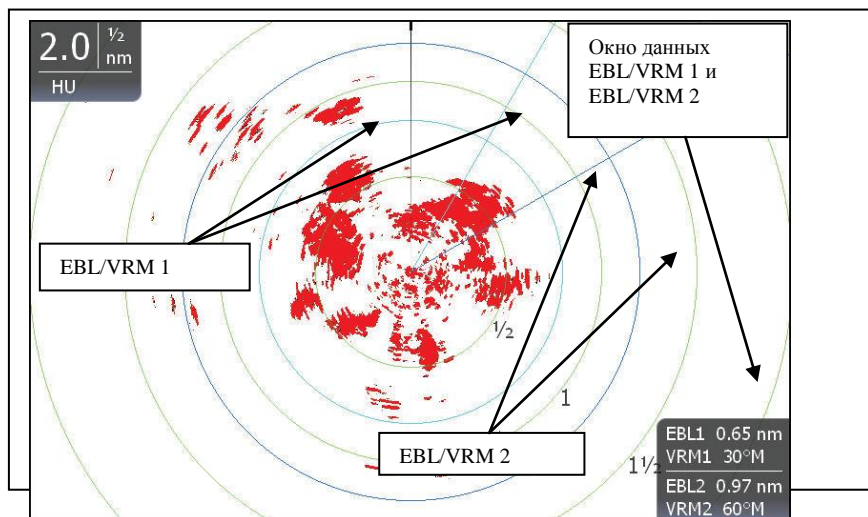 2.0 ½ nm
HU
Окно данных
EBL/VRM 1 и
EBL/VRM 2
EBL/VRM 1
½
1
EBL/VRM 2
1½
EBL1 0.65 nm
VRM1 30°M
EBL2 0.97 nm
VRM2 60°M